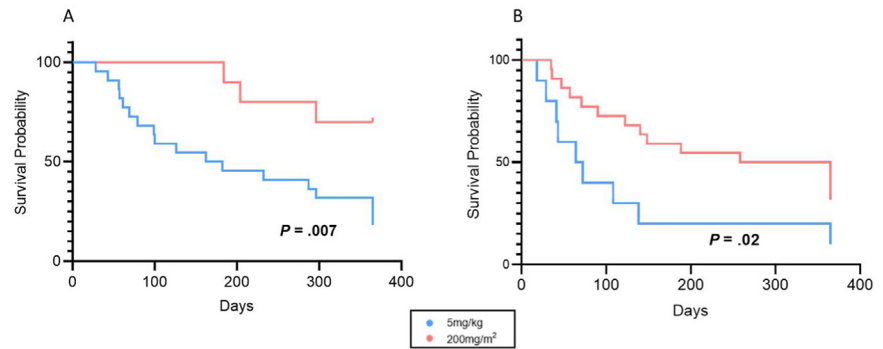 A
Survival Probability
100
50
0
0 100 200 300 400
P = .007
Days
B
Survival Probability
100
50
0
0 100 200 300 400
P = .02
Days
5mg/kg
200mg/m²